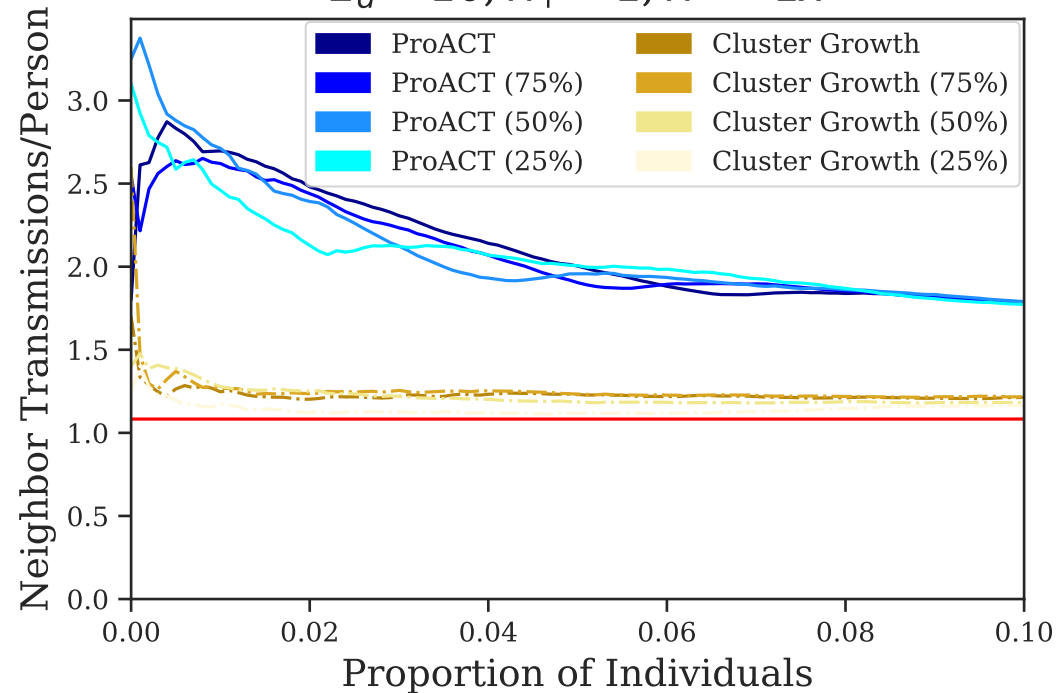 ProACT
ProACT (75%)
ProACT (50%)
ProACT (25%)
Cluster Growth
Cluster Growth (75%)
Cluster Growth (50%)
Cluster Growth (25%)
Neighbor Transmissions/Person
3.0
2.5
2.0
1.5
1.0
0.5
0.0
0.00 0.02 0.04 0.06 0.08 0.10
Proportion of Individuals